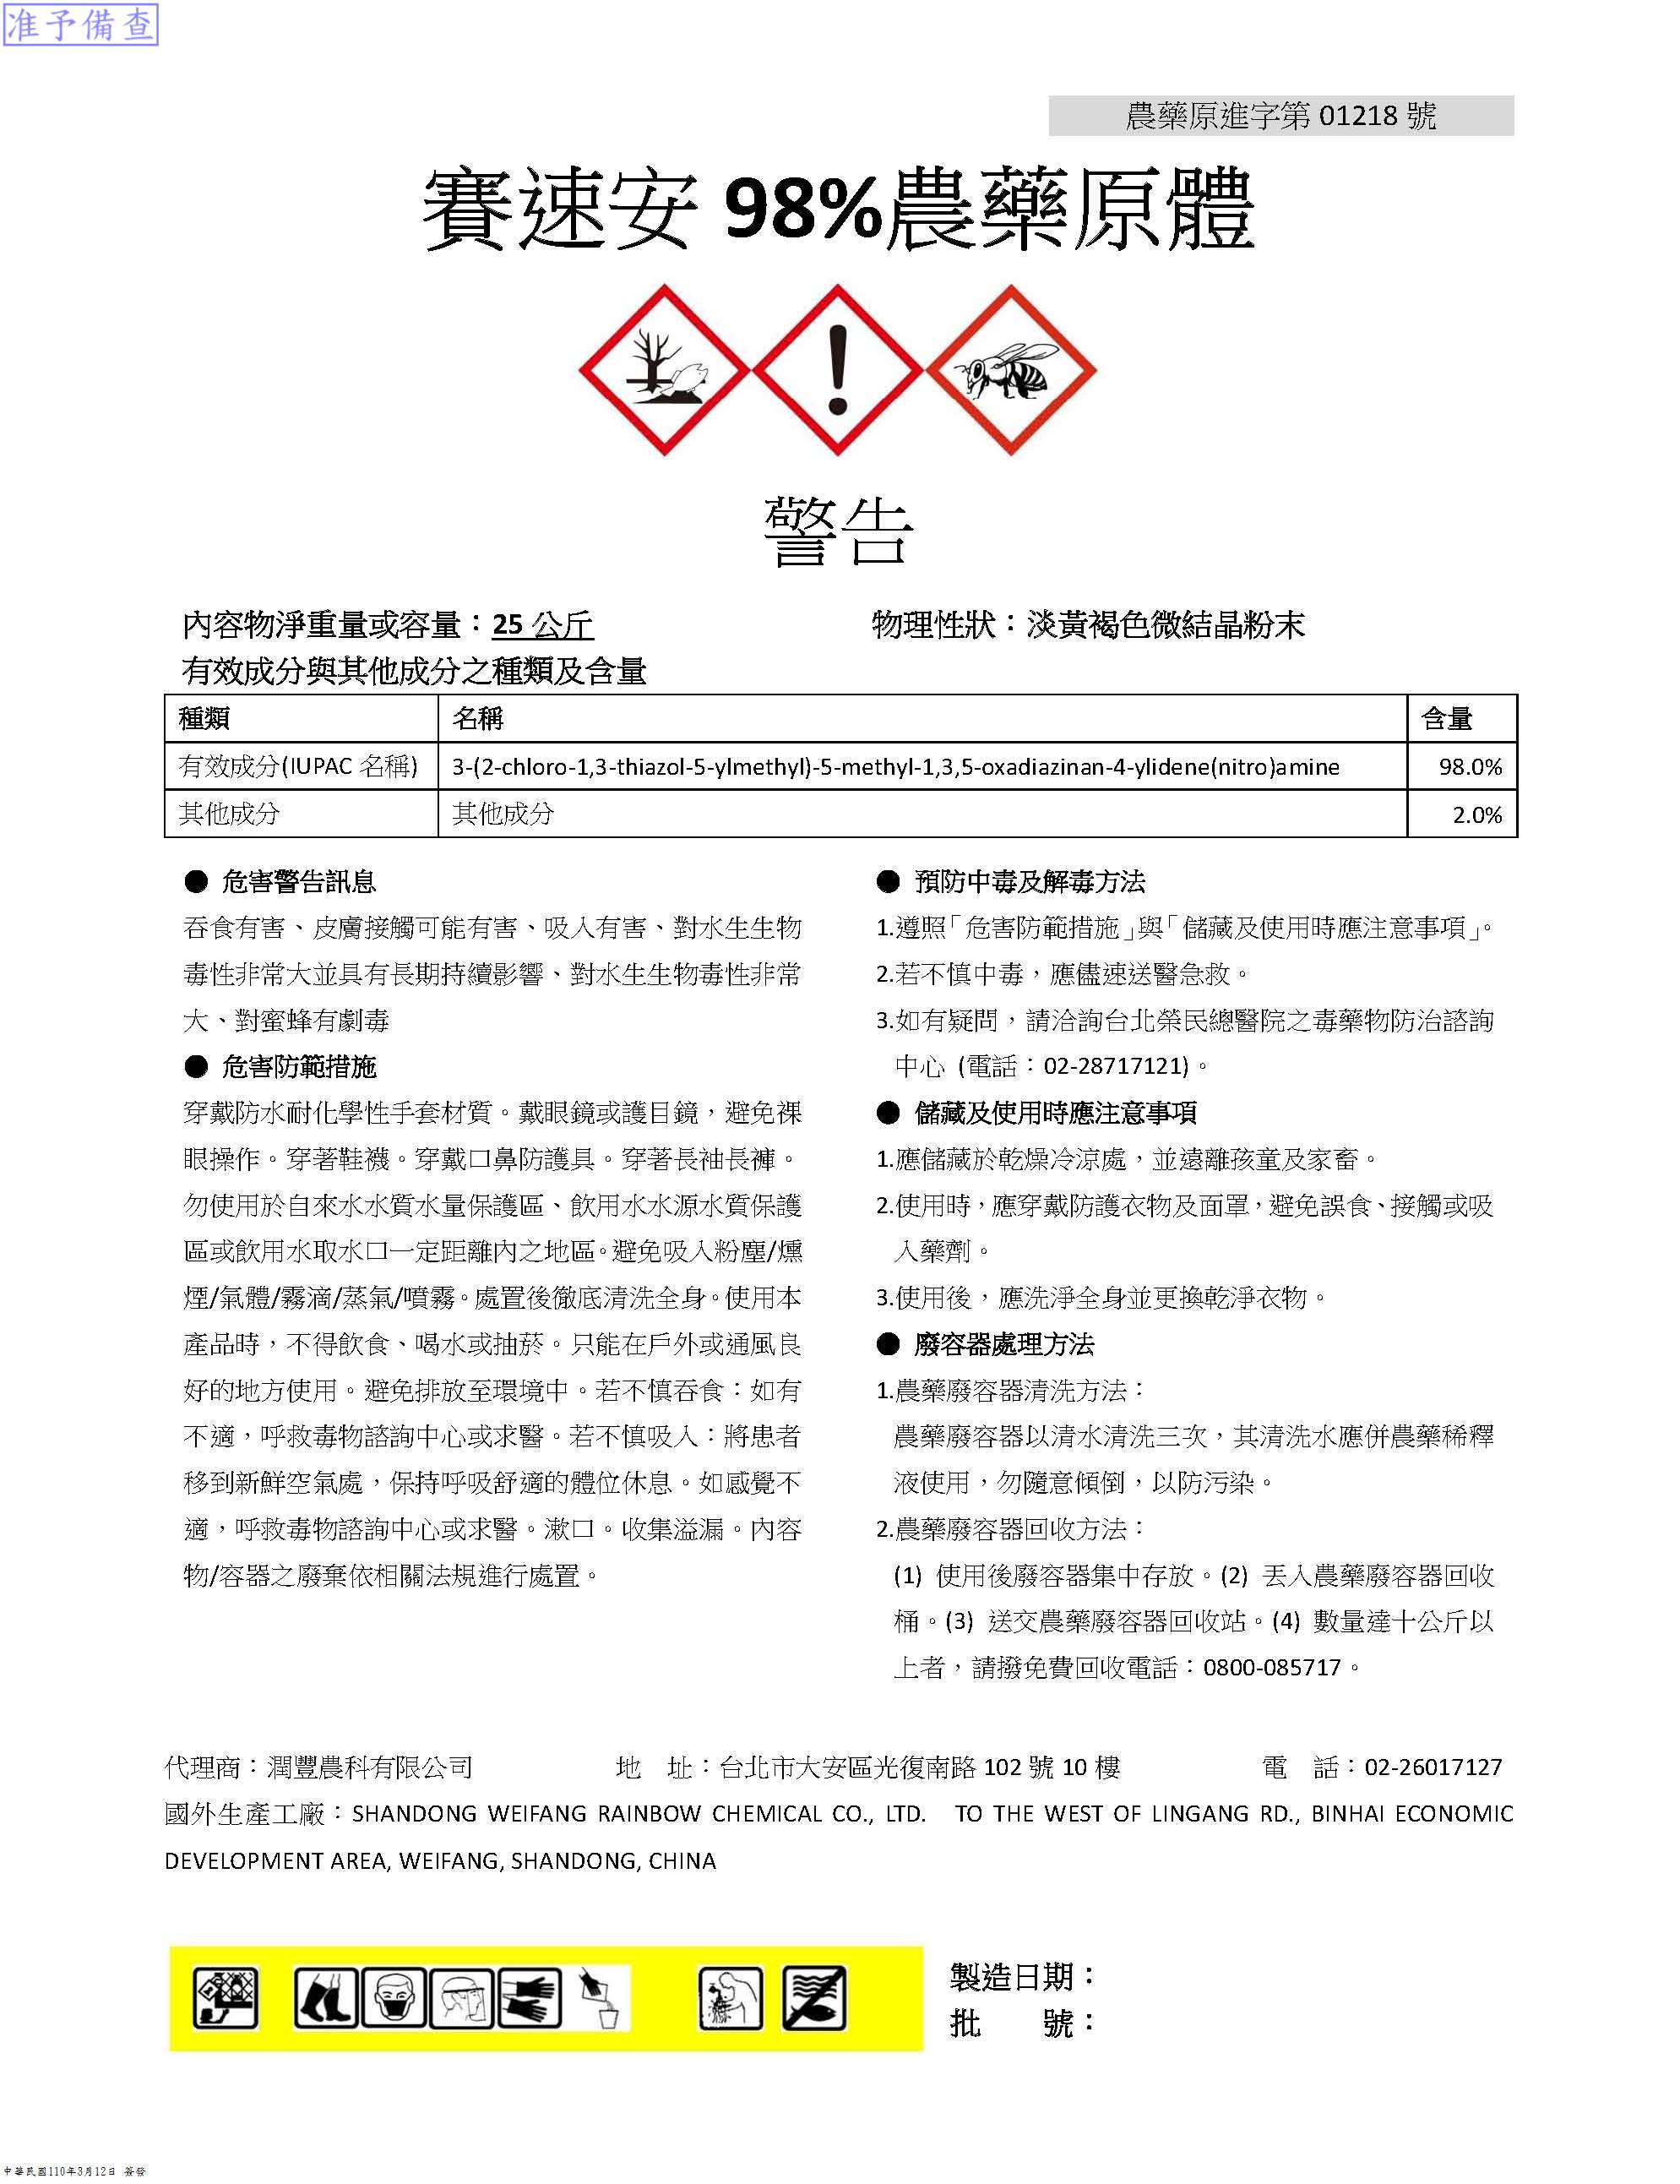 准予備查
農藥原進字第 01218 號
賽速安 98%農藥原體
警告
內容物淨重量或容量：25 公斤
物理性狀：淡黃褐色微結晶粉末
有效成分與其他成分之種類及含量
種類 名稱 含量
有效成分(IUPAC 名稱) 3-(2-chloro-1,3-thiazol-5-ylmethyl)-5-methyl-1,3,5-oxadiazinan-4-ylidene(nitro)amine 98.0%
其他成分 其他成分 2.0%
● 危害警告訊息
吞食有害、皮膚接觸可能有害、吸入有害、對水生生物
毒性非常大並具有長期持續影響、對水生生物毒性非常
大、對蜜蜂有劇毒
● 危害防範措施
穿戴防水耐化學性手套材質。戴眼鏡或護目鏡，避免裸
眼操作。穿著鞋襪。穿戴口鼻防護具。穿著長袖長褲。
勿使用於自來水水質水量保護區、飲用水水源水質保護
區或飲用水取水口一定距離內之地區。避免吸入粉塵/燻
煙/氣體/霧滴/蒸氣/噴霧。處置後徹底清洗全身。使用本
產品時，不得飲食、喝水或抽菸。只能在戶外或通風良
好的地方使用。避免排放至環境中。若不慎吞食：如有
不適，呼救毒物諮詢中心或求醫。若不慎吸入：將患者
移到新鮮空氣處，保持呼吸舒適的體位休息。如感覺不
適，呼救毒物諮詢中心或求醫。漱口。收集溢漏。內容
物/容器之廢棄依相關法規進行處置。
● 預防中毒及解毒方法
1.遵照「危害防範措施」與「儲藏及使用時應注意事項」。
2.若不慎中毒，應儘速送醫急救。
3.如有疑問，請洽詢台北榮民總醫院之毒藥物防治諮詢
中心 (電話：02-28717121)。
● 儲藏及使用時應注意事項
1.應儲藏於乾燥冷涼處，並遠離孩童及家畜。
2.使用時，應穿戴防護衣物及面罩，避免誤食、接觸或吸
入藥劑。
3.使用後，應洗淨全身並更換乾淨衣物。
● 廢容器處理方法
1.農藥廢容器清洗方法：
農藥廢容器以清水清洗三次，其清洗水應併農藥稀釋
液使用，勿隨意傾倒，以防污染。
2.農藥廢容器回收方法：
(1) 使用後廢容器集中存放。(2) 丟入農藥廢容器回收
桶。(3) 送交農藥廢容器回收站。(4) 數量達十公斤以
上者，請撥免費回收電話：0800-085717。
代理商：潤豐農科有限公司 地　址：台北市大安區光復南路 102 號 10 樓 電　話：02-26017127
國外生產工廠：SHANDONG WEIFANG RAINBOW CHEMICAL CO., LTD. TO THE WEST OF LINGANG RD., BINHAI ECONOMIC
DEVELOPMENT AREA, WEIFANG, SHANDONG, CHINA
製造日期：
批　　號：
中華民國110年3月12日 簽發